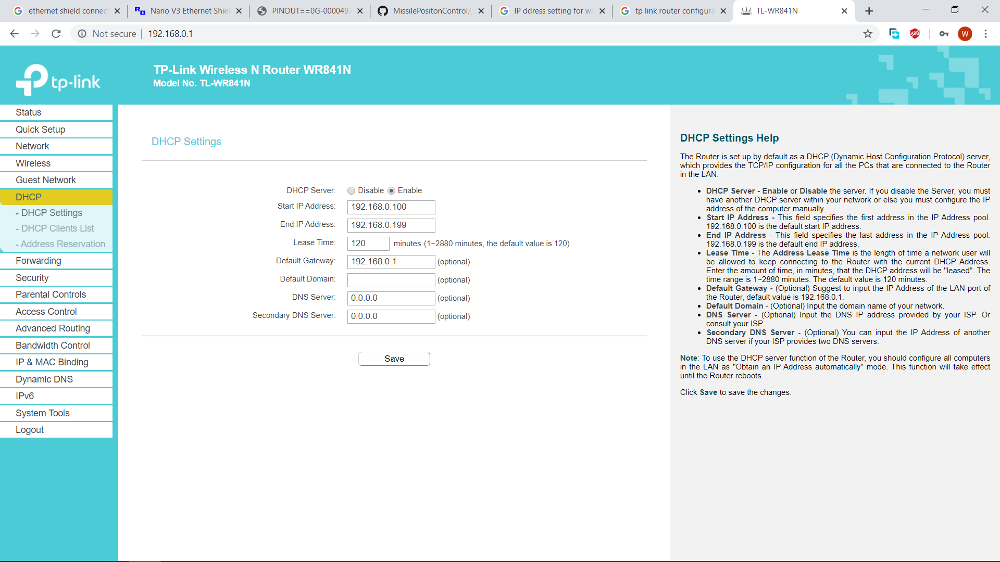 ethernet shield connect
Nano V3 Ethernet Shie
PINOUT==0G-0000497
MissilePositonControl/
IP ddress setting for wi
tp link router configura
TL-WR841N
Not secure
192.168.0.1
W
tp-link
TP-Link Wireless N Router WR841N
Model No. TL-WR841N
Status
Quick Setup
Network
Wireless
Guest Network
DHCP
- DHCP Settings
- DHCP Clients List
- Address Reservation
Forwarding
Security
Parental Controls
Access Control
Advanced Routing
Bandwidth Control
IP & MAC Binding
Dynamic DNS
IPv6
System Tools
Logout
DHCP Settings
DHCP Server: Disable Enable
Start IP Address: 192.168.0.100
End IP Address: 192.168.0.199
Lease Time: 120 minutes (1~2880 minutes, the default value is 120)
Default Gateway: 192.168.0.1 (optional)
Default Domain: (optional)
DNS Server: 0.0.0.0 (optional)
Secondary DNS Server: 0.0.0.0 (optional)
Save
DHCP Settings Help
The Router is set up by default as a DHCP (Dynamic Host Configuration Protocol) server,
which provides the TCP/IP configuration for all the PCs that are connected to the Router
in the LAN.
• DHCP Server - Enable or Disable the server. If you disable the Server, you must
have another DHCP server within your network or else you must configure the IP
address of the computer manually.
• Start IP Address - This field specifies the first address in the IP Address pool.
192.168.0.100 is the default start IP address.
• End IP Address - This field specifies the last address in the IP Address pool.
192.168.0.199 is the default end IP address.
• Lease Time - The Address Lease Time is the length of time a network user will
be allowed to keep connecting to the Router with the current DHCP Address.
Enter the amount of time, in minutes, that the DHCP address will be "leased". The
time range is 1~2880 minutes. The default value is 120 minutes.
• Default Gateway - (Optional) Suggest to input the IP Address of the LAN port of
the Router, default value is 192.168.0.1.
• Default Domain - (Optional) Input the domain name of your network.
• DNS Server - (Optional) Input the DNS IP address provided by your ISP. Or
consult your ISP.
• Secondary DNS Server - (Optional) You can input the IP Address of another
DNS server if your ISP provides two DNS servers.
Note: To use the DHCP server function of the Router, you should configure all computers
in the LAN as "Obtain an IP Address automatically" mode. This function will take effect
until the Router reboots.
Click Save to save the changes.